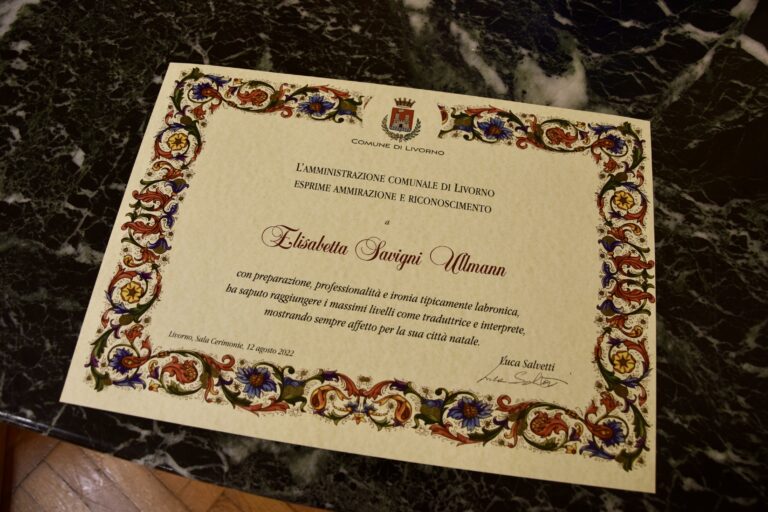 COMUNE DI LIVORNO
L'AMMINISTRAZIONE COMUNALE DI LIVORNO
ESPRIME AMMIRAZIONE E RICONOSCIMENTO
a
Elisabetta Savigni Ullmann
con preparazione, professionalità e ironia tipicamente labronica,
ha saputo raggiungere i massimi livelli come traduttrice e interprete,
mostrando sempre affetto per la sua città natale.
Livorno, Sala Cerimonie, 12 agosto 2022
Luca Salvetti